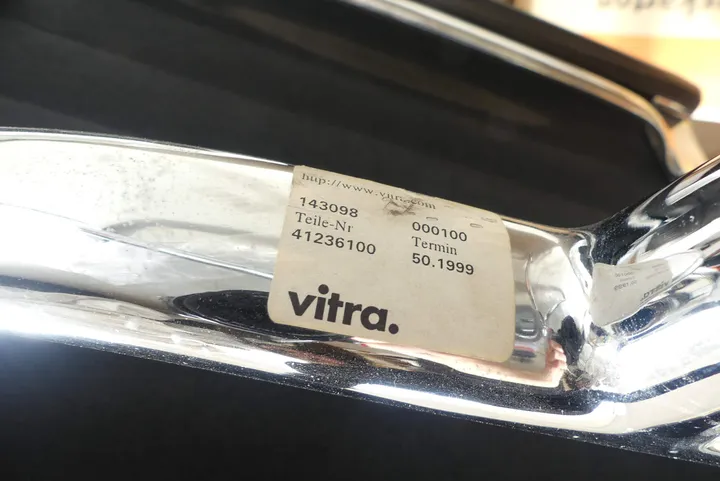 http://www.vitra.com
143098
000100
Teile-Nr
Termin
41236100
50.1999
vitra.